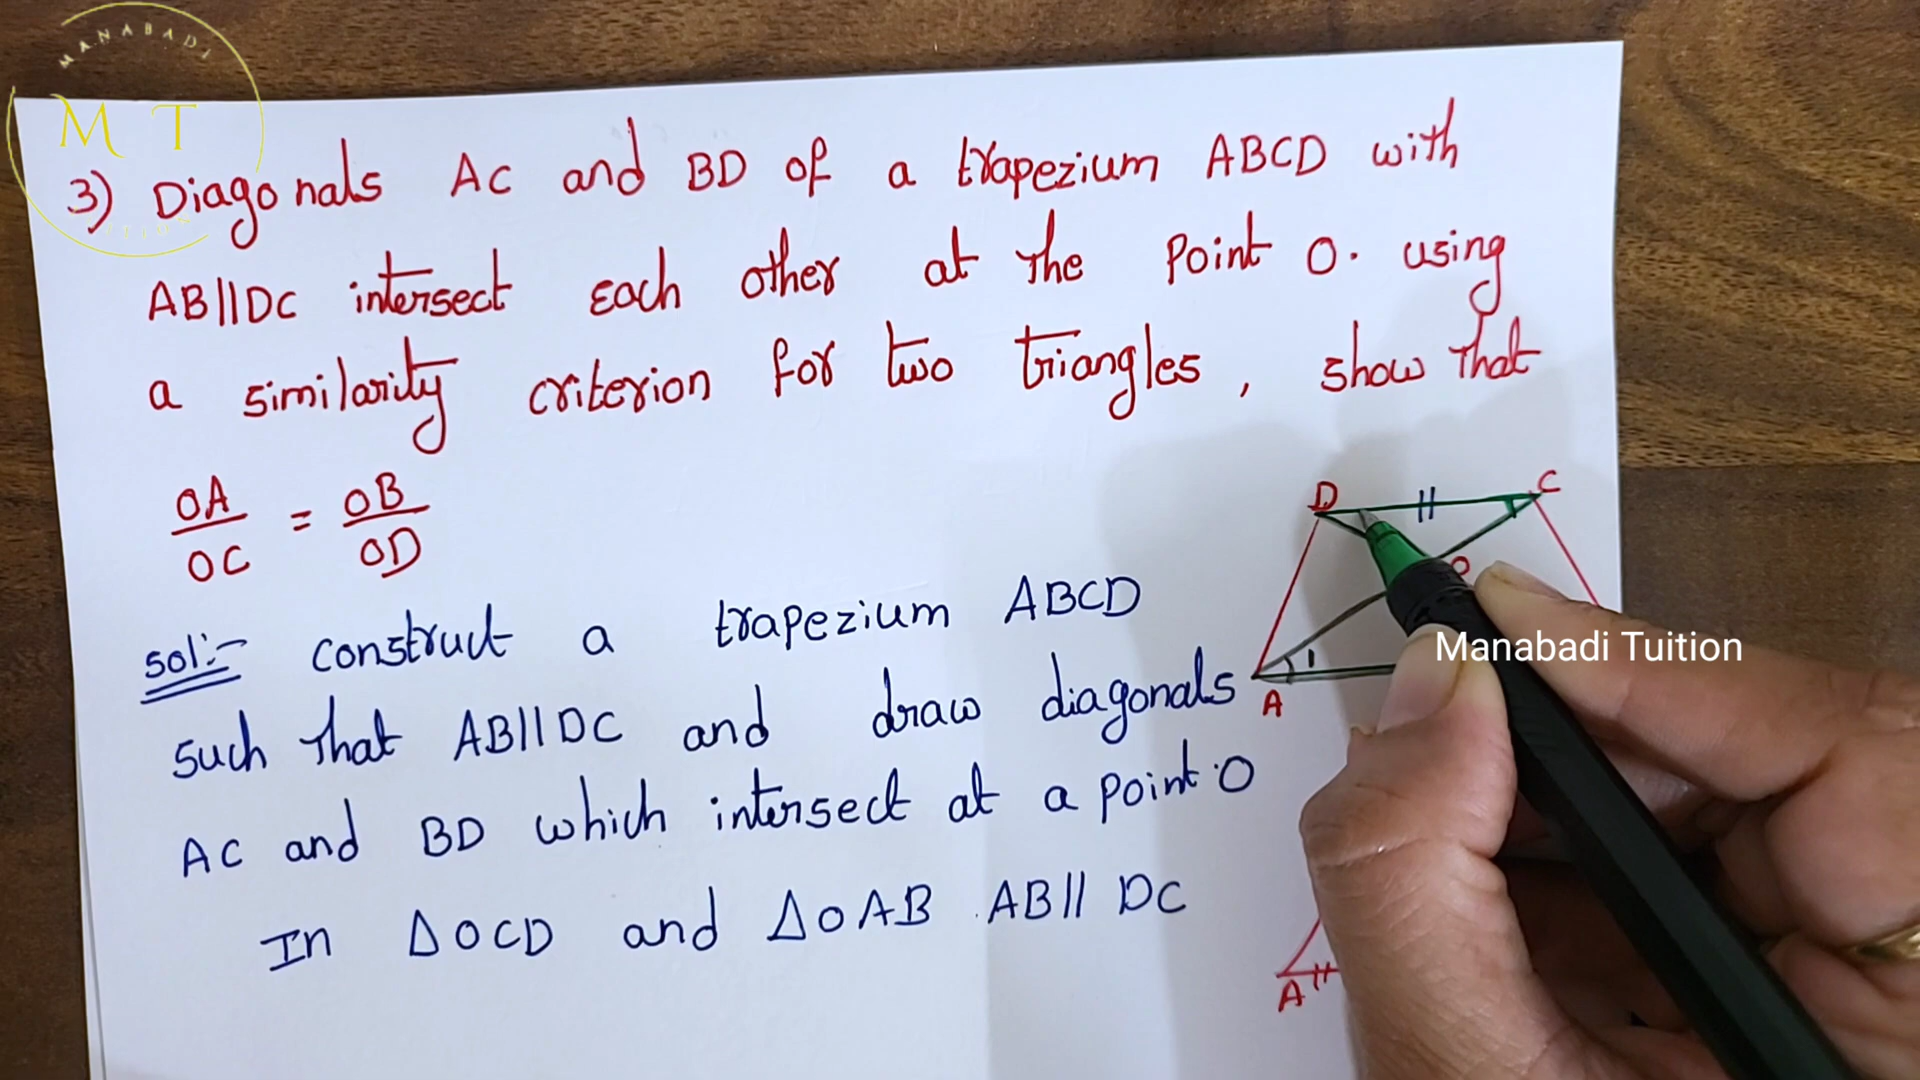 MANABADI
M T
3) Diagonals AC and BD of a trapezium ABCD with
AB||DC intersect each other at the point O. using
a similarity criterion for two triangles, show that
OA/OC = OB/OD
D C
O
sol:- construct a trapezium ABCD
1
Manabadi Tuition
such that AB||DC and draw diagonals
A
AC and BD which intersect at a point O
In ΔOCD and ΔOAB AB|| DC
A